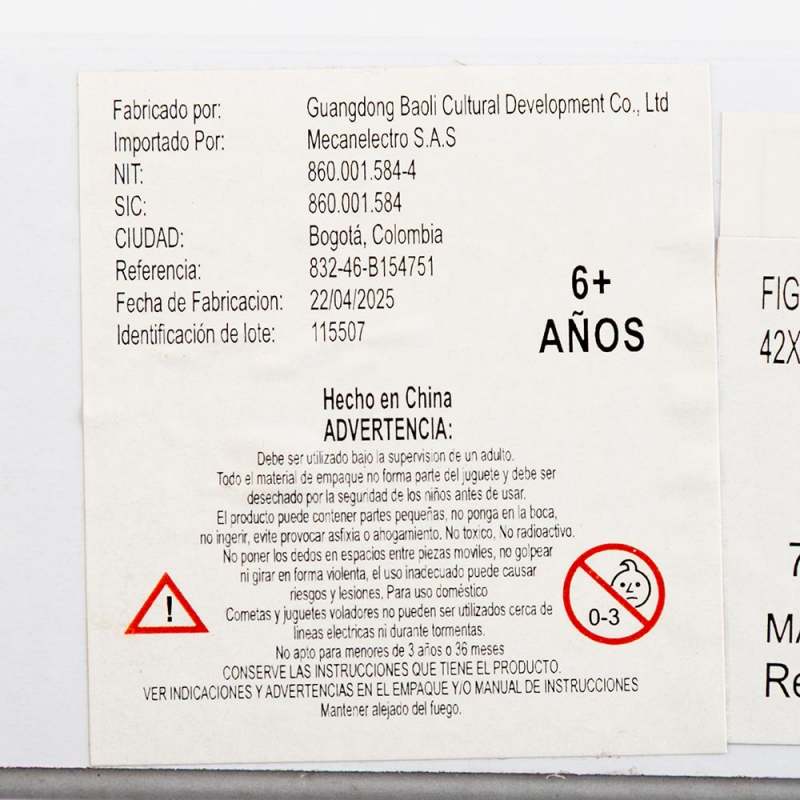 Fabricado por: Guangdong Baoli Cultural Development Co., Ltd
Importado Por: Mecanelectro S.A.S
NIT: 860.001.584-4
SIC: 860.001.584
CIUDAD: Bogotá, Colombia
Referencia: 832-46-B154751
Fecha de Fabricacion: 22/04/2025
Identificación de lote: 115507
6+
AÑOS
Hecho en China
ADVERTENCIA:
Debe ser utilizado bajo la supervision de un adulto.
Todo el material de empaque no forma parte del juguete y debe ser
desechado por la seguridad de los niños antes de usar.
El producto puede contener partes pequeñas, no ponga en la boca,
no ingerir, evite provocar asfixia o ahogamiento. No toxico. No radioactivo.
No poner los dedos en espacios entre piezas moviles, no golpear
ni girar en forma violenta, el uso inadecuado puede causar
riesgos y lesiones. Para uso doméstico
Cometas y juguetes voladores no pueden ser utilizados cerca de
lineas electricas ni durante tormentas.
No apto para menores de 3 años o 36 meses
CONSERVE LAS INSTRUCCIONES QUE TIENE EL PRODUCTO.
VER INDICACIONES Y ADVERTENCIAS EN EL EMPAQUE Y/O MANUAL DE INSTRUCCIONES
Mantener alejado del fuego.
!
0-3
FIG
42X
7
MA
Re